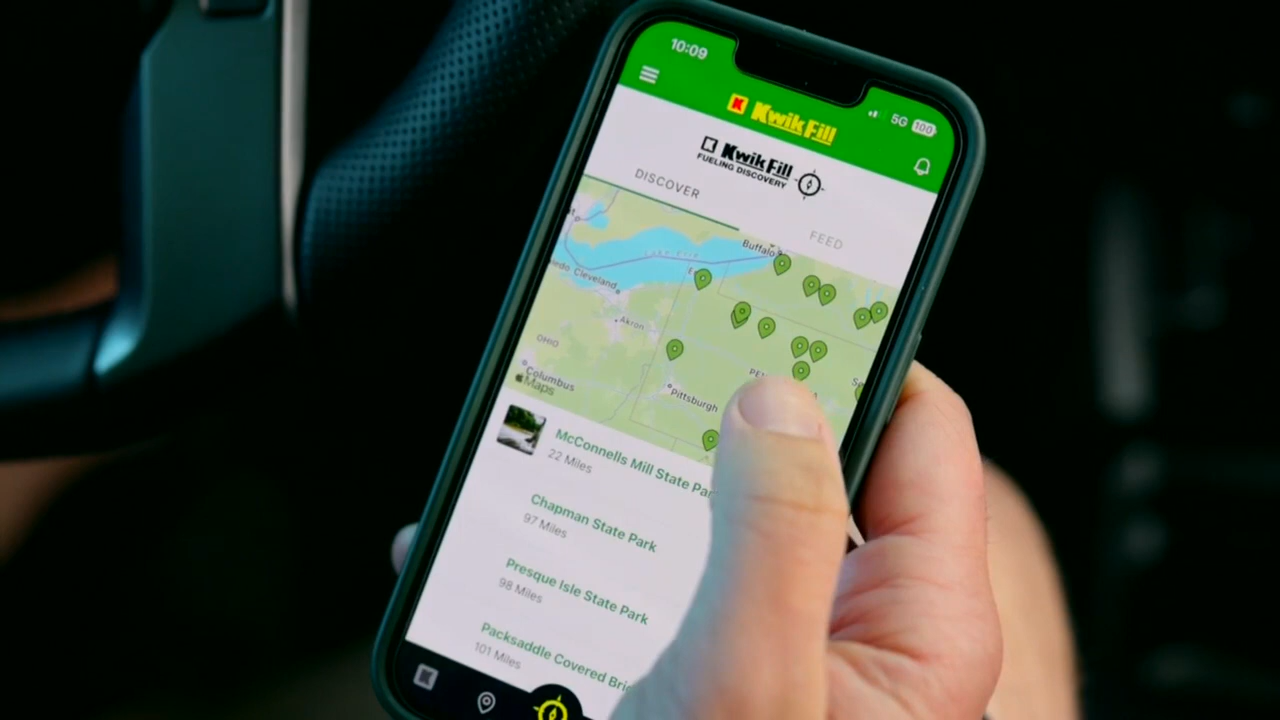 10:09
5G 100
K Kwik Fill
K Kwik Fill
FUELING DISCOVERY
DISCOVER
FEED
Buffalo
Lake Erie
Cleveland
Akron
OHIO
Columbus
Maps
Pittsburgh
McConnells Mill State
22 Miles
Chapman State Park
97 Miles
Presque Isle State Park
98 Miles
Packsaddle Covered
101 Miles